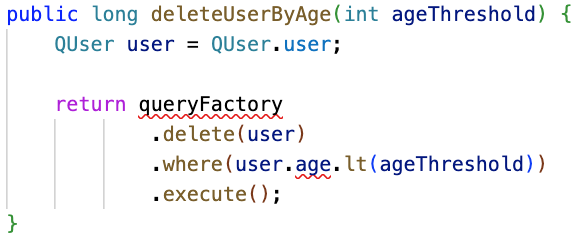 public long deleteUserByAge(int ageThreshold) {
    QUser user = QUser.user;

    return queryFactory
            .delete(user)
            .where(user.age.lt(ageThreshold))
            .execute();
}